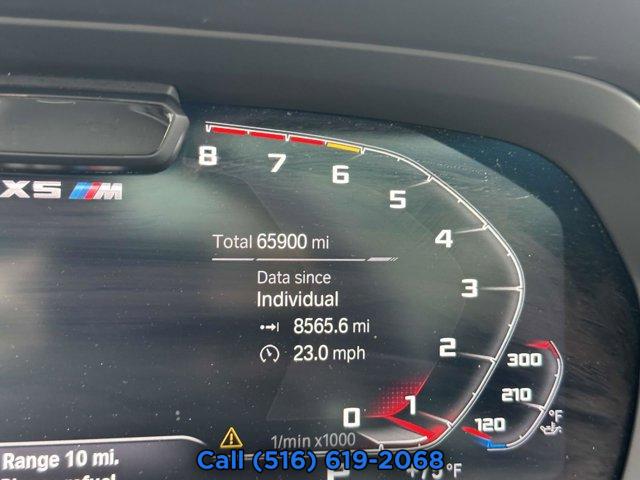 8
7
6
X5 M
5
Total 65900 mi
4
Data since
Individual
3
8565.6 mi
23.0 mph
2
300
210
1
0
120
°F
1/min x1000
Range 10 mi.
Call (516) 619-2068
+75°F